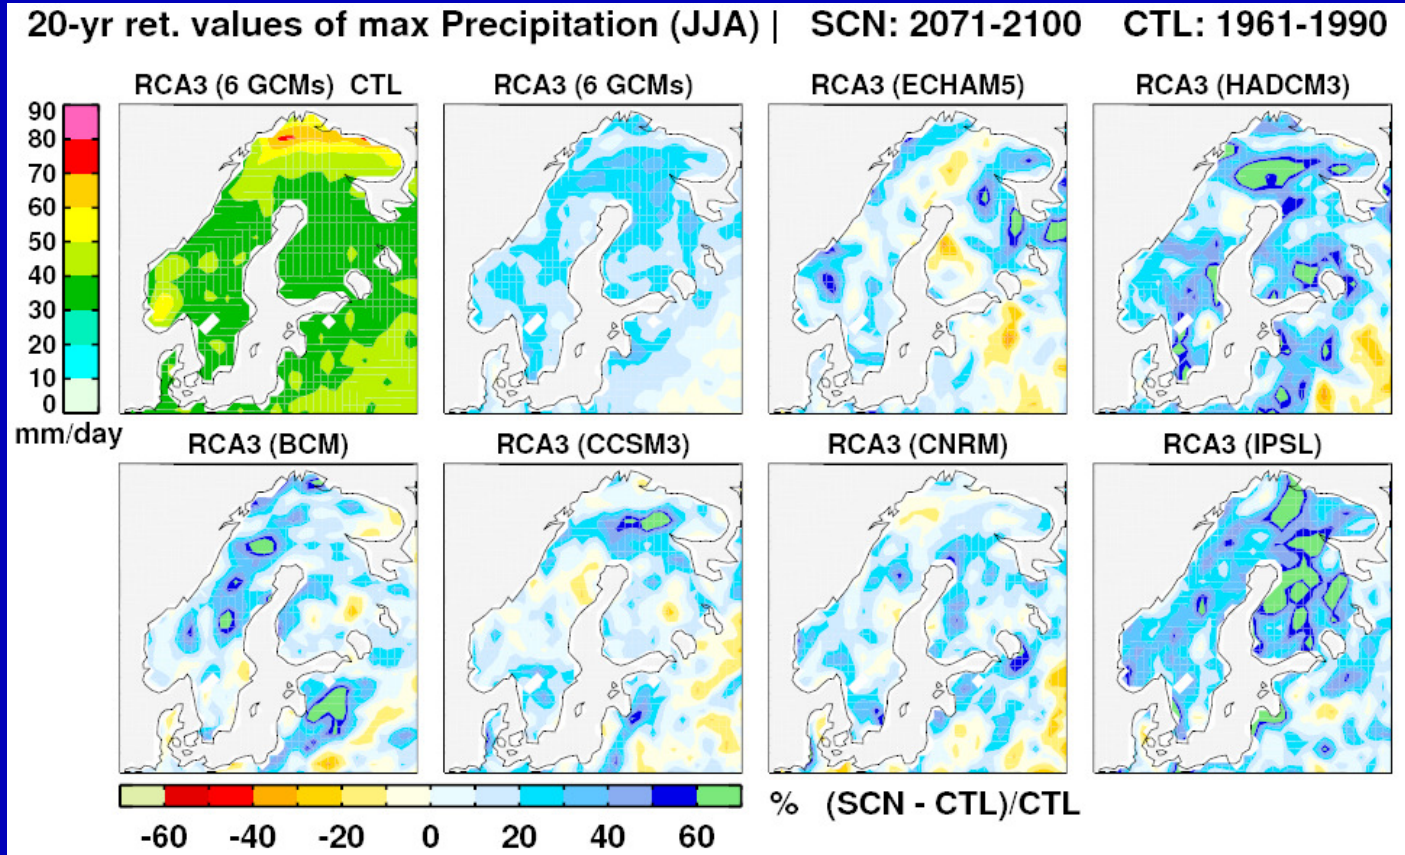 20-yr ret. values of max Precipitation (JJA) | SCN: 2071-2100 CTL: 1961-1990
RCA3 (6 GCMs) CTL
RCA3 (6 GCMs)
RCA3 (ECHAM5)
RCA3 (HADCM3)
90
80
70
60
50
40
30
20
10
0
mm/day
RCA3 (BCM)
RCA3 (CCSM3)
RCA3 (CNRM)
RCA3 (IPSL)
-60 -40 -20 0 20 40 60
% (SCN - CTL)/CTL